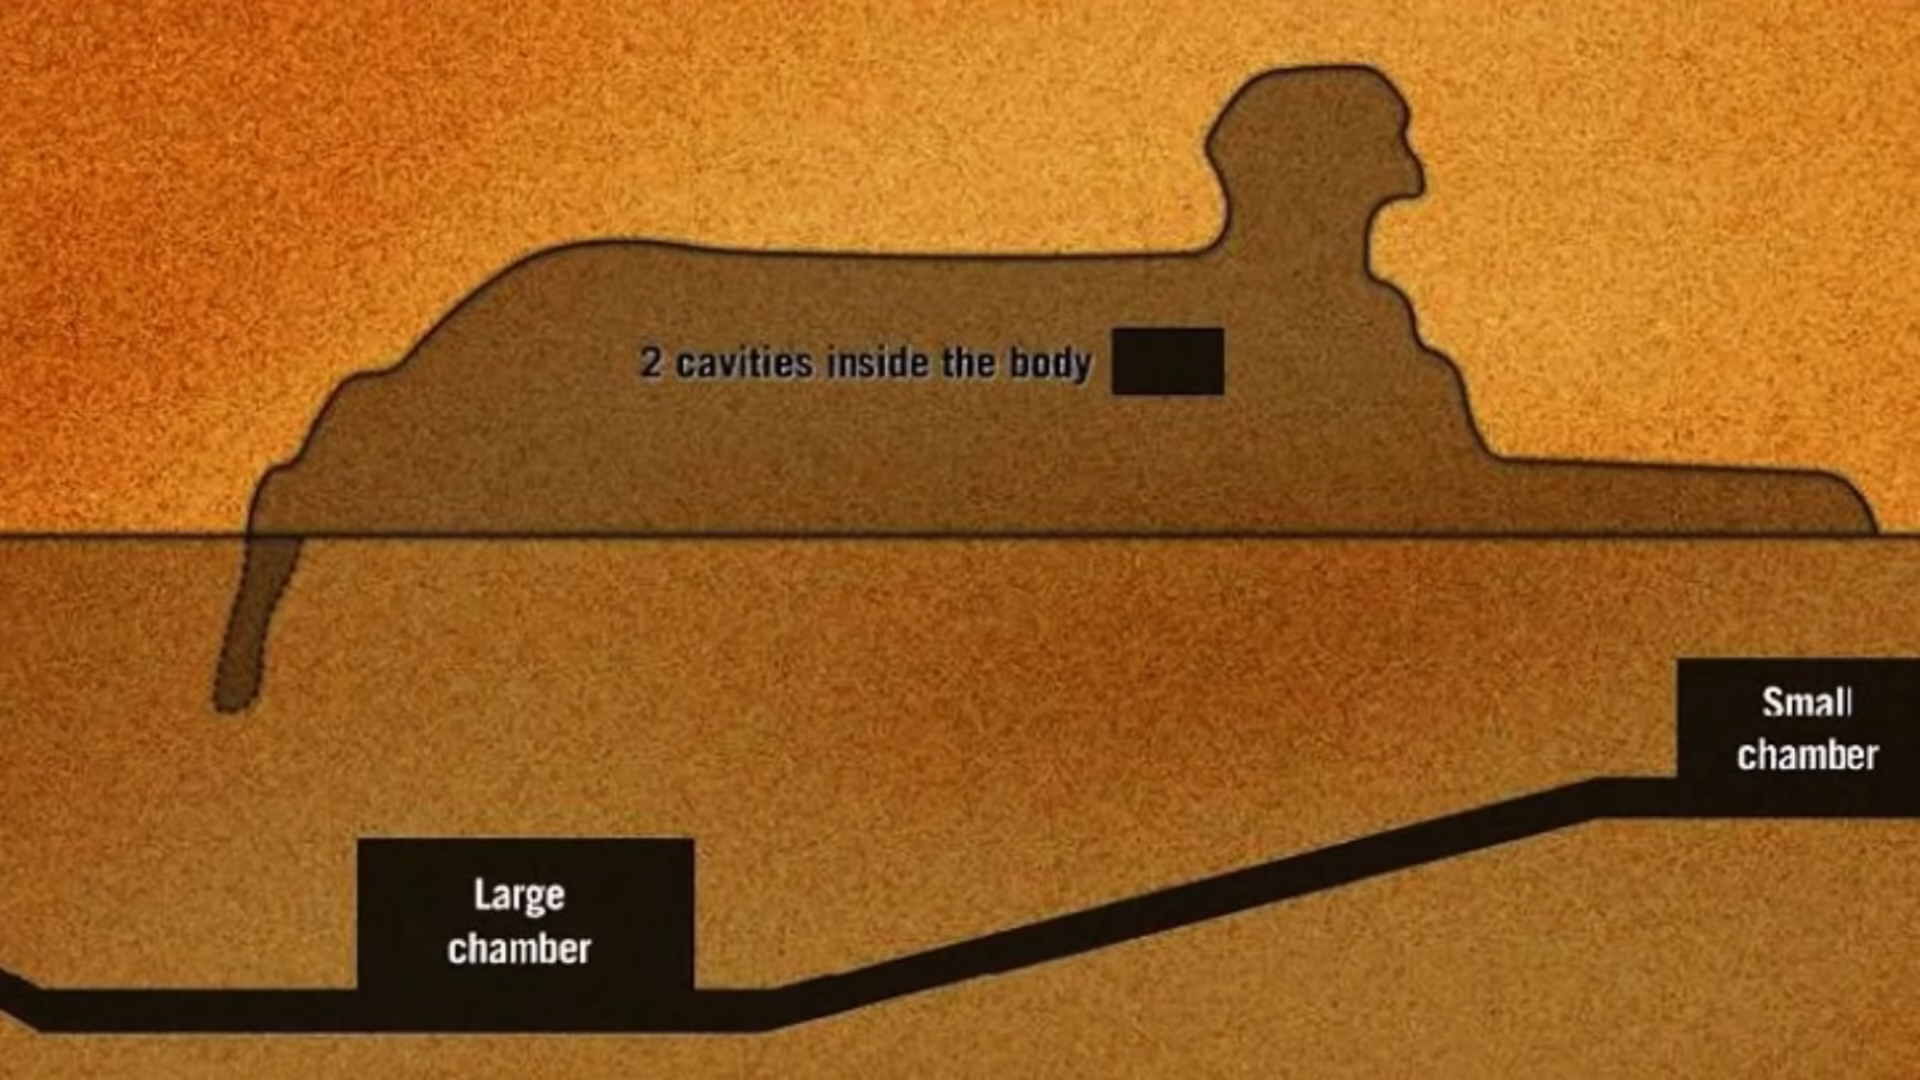 2 cavities inside the body
Small
chamber
Large
chamber